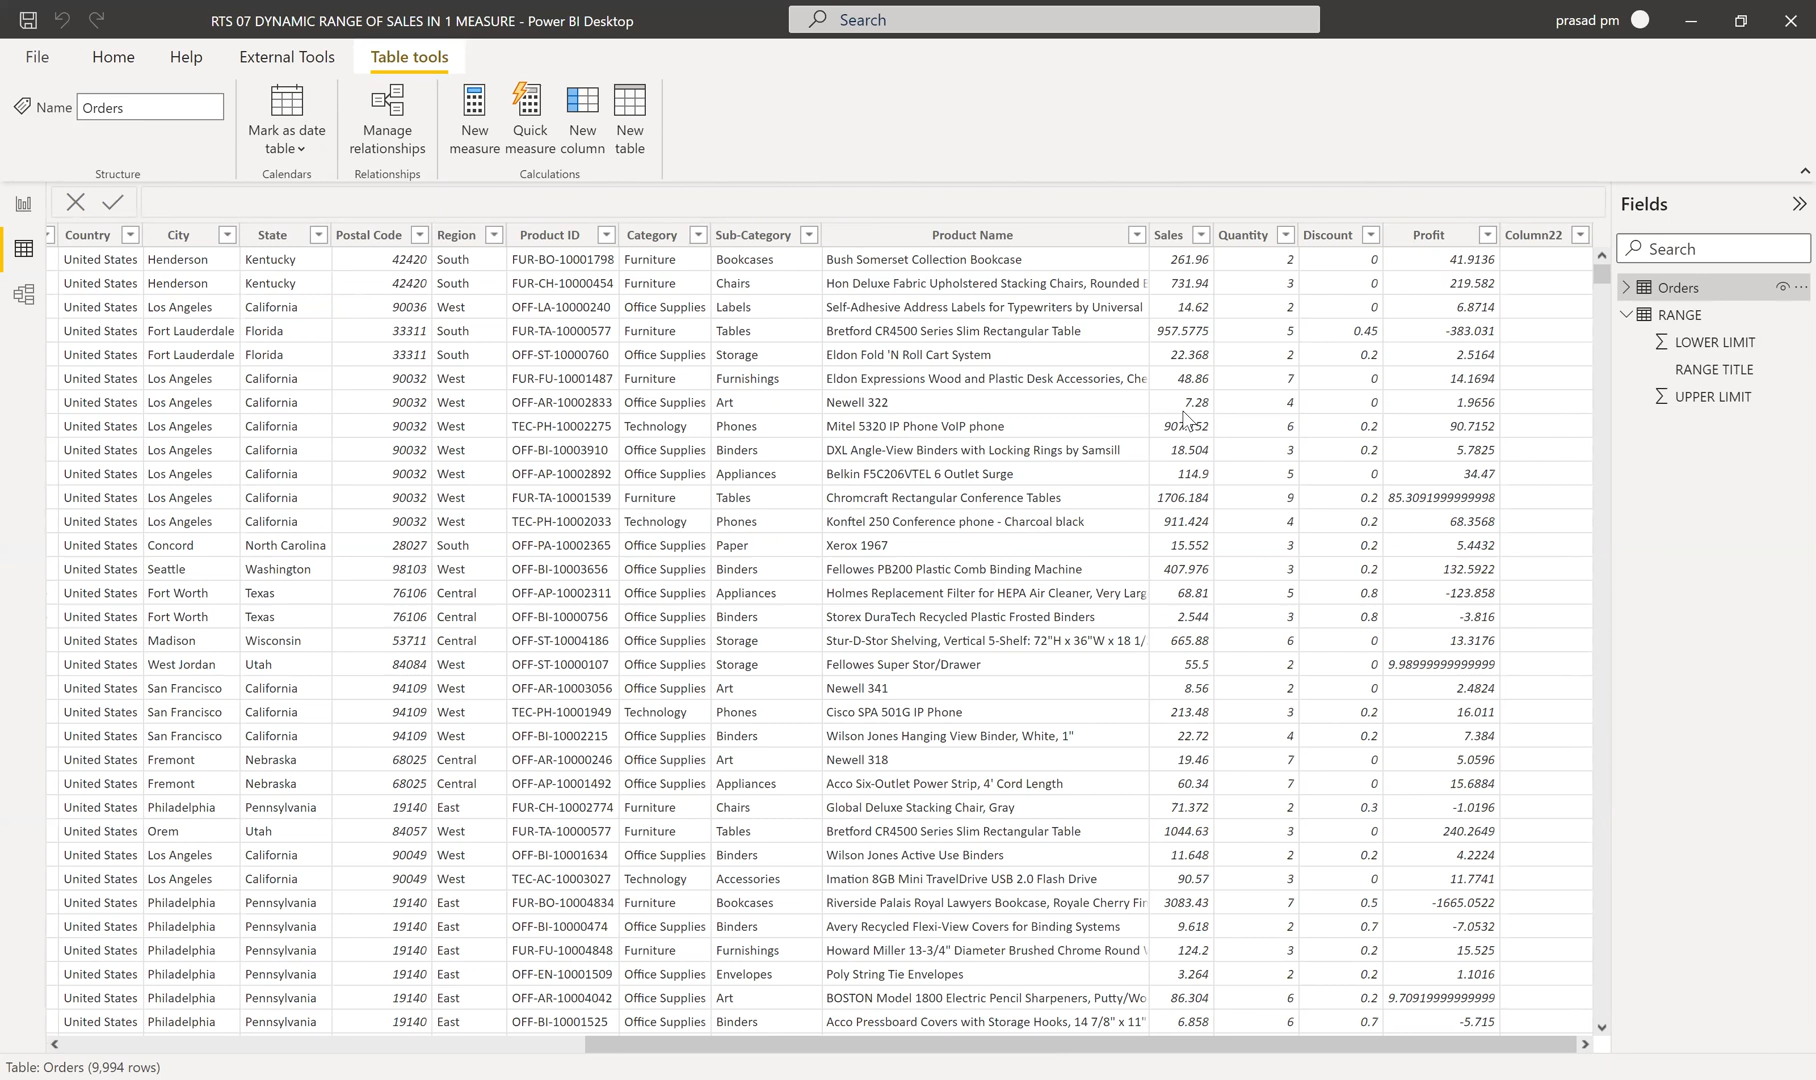 RTS 07 DYNAMIC RANGE OF SALES IN 1 MEASURE - Power BI Desktop
Search
prasad pm
File Home Help External Tools Table tools
Name Orders
Mark as date table
Manage relationships
New measure
Quick measure
New column
New table
Structure Calendars Relationships Calculations
Fields
Search
Orders
RANGE
LOWER LIMIT
RANGE TITLE
UPPER LIMIT
Country City State Postal Code Region Product ID Category Sub-Category Product Name Sales Quantity Discount Profit Column22
United States Henderson Kentucky 42420 South FUR-BO-10001798 Furniture Bookcases Bush Somerset Collection Bookcase 261.96 2 0 41.9136
United States Henderson Kentucky 42420 South FUR-CH-10000454 Furniture Chairs Hon Deluxe Fabric Upholstered Stacking Chairs, Rounded 731.94 3 0 219.582
United States Los Angeles California 90036 West OFF-LA-10000240 Office Supplies Labels Self-Adhesive Address Labels for Typewriters by Universal 14.62 2 0 6.8714
United States Fort Lauderdale Florida 33311 South FUR-TA-10000577 Furniture Tables Bretford CR4500 Series Slim Rectangular Table 957.5775 5 0.45 -383.031
United States Fort Lauderdale Florida 33311 South OFF-ST-10000760 Office Supplies Storage Eldon Fold 'N Roll Cart System 22.368 2 0.2 2.5164
United States Los Angeles California 90032 West FUR-FU-10001487 Furniture Furnishings Eldon Expressions Wood and Plastic Desk Accessories, Che 48.86 7 0 14.1694
United States Los Angeles California 90032 West OFF-AR-10002833 Office Supplies Art Newell 322 7.28 4 0 1.9656
United States Los Angeles California 90032 West TEC-PH-10002275 Technology Phones Mitel 5320 IP Phone VoIP phone 6 0.2 90.7152
United States Los Angeles California 90032 West OFF-BI-10003910 Office Supplies Binders DXL Angle-View Binders with Locking Rings by Samsill 18.504 3 0.2 5.7825
United States Los Angeles California 90032 West OFF-AP-10002892 Office Supplies Appliances Belkin F5C206VTEL 6 Outlet Surge 114.9 5 0 34.47
United States Los Angeles California 90032 West FUR-TA-10001539 Furniture Tables Chromcraft Rectangular Conference Tables 1706.184 9 0.2 85.3091999999998
United States Los Angeles California 90032 West TEC-PH-10002033 Technology Phones Konftel 250 Conference phone - Charcoal black 911.424 4 0.2 68.3568
United States Concord North Carolina 28027 South OFF-PA-10002365 Office Supplies Paper Xerox 1967 15.552 3 0.2 5.4432
United States Seattle Washington 98103 West OFF-BI-10003656 Office Supplies Binders Fellowes PB200 Plastic Comb Binding Machine 407.976 3 0.2 132.5922
United States Fort Worth Texas 76106 Central OFF-AP-10002311 Office Supplies Appliances Holmes Replacement Filter for HEPA Air Cleaner, Very Larg 68.81 5 0.8 -123.858
United States Fort Worth Texas 76106 Central OFF-BI-10000756 Office Supplies Binders Storex DuraTech Recycled Plastic Frosted Binders 2.544 3 0.8 -3.816
United States Madison Wisconsin 53711 Central OFF-ST-10004186 Office Supplies Storage Stur-D-Stor Shelving, Vertical 5-Shelf: 72"H x 36"W x 18 1/ 665.88 6 0 13.3176
United States West Jordan Utah 84084 West OFF-ST-10000107 Office Supplies Storage Fellowes Super Stor/Drawer 55.5 2 0 9.98999999999999
United States San Francisco California 94109 West OFF-AR-10003056 Office Supplies Art Newell 341 8.56 2 0 2.4824
United States San Francisco California 94109 West TEC-PH-10001949 Technology Phones Cisco SPA 501G IP Phone 213.48 3 0.2 16.011
United States San Francisco California 94109 West OFF-BI-10002215 Office Supplies Binders Wilson Jones Hanging View Binder, White, 1" 22.72 4 0.2 7.384
United States Fremont Nebraska 68025 Central OFF-AR-10000246 Office Supplies Art Newell 318 19.46 7 0 5.0596
United States Fremont Nebraska 68025 Central OFF-AP-10001492 Office Supplies Appliances Acco Six-Outlet Power Strip, 4' Cord Length 60.34 7 0 15.6884
United States Philadelphia Pennsylvania 19140 East FUR-CH-10002774 Furniture Chairs Global Deluxe Stacking Chair, Gray 71.372 2 0.3 -1.0196
United States Orem Utah 84057 West FUR-TA-10000577 Furniture Tables Bretford CR4500 Series Slim Rectangular Table 1044.63 3 0 240.2649
United States Los Angeles California 90049 West OFF-BI-10001634 Office Supplies Binders Wilson Jones Active Use Binders 11.648 2 0.2 4.2224
United States Los Angeles California 90049 West TEC-AC-10003027 Technology Accessories Imation 8GB Mini TravelDrive USB 2.0 Flash Drive 90.57 3 0 11.7741
United States Philadelphia Pennsylvania 19140 East FUR-BO-10004834 Furniture Bookcases Riverside Palais Royal Lawyers Bookcase, Royale Cherry Fi 3083.43 7 0.5 -1665.0522
United States Philadelphia Pennsylvania 19140 East OFF-BI-10000474 Office Supplies Binders Avery Recycled Flexi-View Covers for Binding Systems 9.618 2 0.7 -7.0532
United States Philadelphia Pennsylvania 19140 East FUR-FU-10004848 Furniture Furnishings Howard Miller 13-3/4" Diameter Brushed Chrome Round 124.2 3 0.2 15.525
United States Philadelphia Pennsylvania 19140 East OFF-EN-10001509 Office Supplies Envelopes Poly String Tie Envelopes 3.264 2 0.2 1.1016
United States Philadelphia Pennsylvania 19140 East OFF-AR-10004042 Office Supplies Art BOSTON Model 1800 Electric Pencil Sharpeners, Putty/Wo 86.304 6 0.2 9.70919999999999
United States Philadelphia Pennsylvania 19140 East OFF-BI-10001525 Office Supplies Binders Acco Pressboard Covers with Storage Hooks, 14 7/8" x 11" 6.858 6 0.7 -5.715
Table: Orders (9,994 rows)